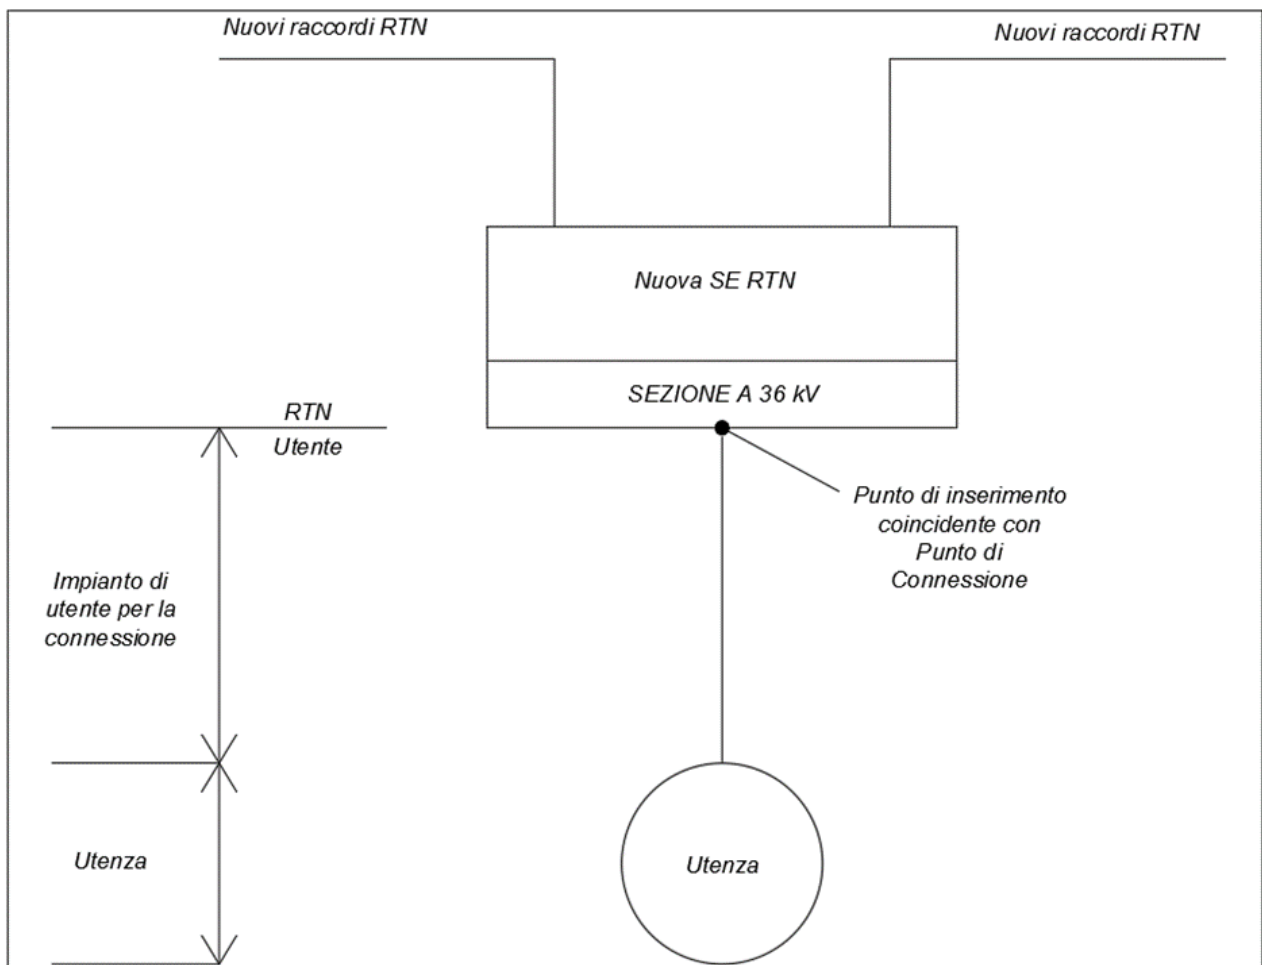 Nuovi raccordi RTN
Nuovi raccordi RTN
Nuova SE RTN
SEZIONE A 36 kV
RTN
Utente
Punto di inserimento
coincidente con
Punto di
Connessione
Impianto di
utente per la
connessione
Utenza
Utenza